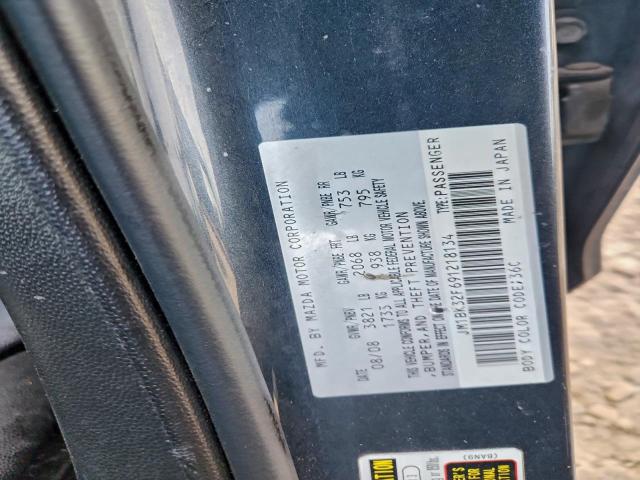 MFD. BY MAZDA MOTOR CORPORATION
DATE GVWR/PNBV GAWR/PNBE FRT GAWR/PNBE RR
08/08 3821 LB 2068 LB 753 LB
1733 KG 938 KG 795 KG
THIS VEHICLE CONFORMS TO ALL APPLICABLE FEDERAL MOTOR VEHICLE SAFETY
,BUMPER,AND THEFT PREVENTION
STANDARDS IN EFFECT ON THE DATE OF MANUFACTURE SHOWN ABOVE.
JM1BK32F691218134 TYPE:PASSENGER
BODY COLOR CODE;36C MADE IN JAPAN